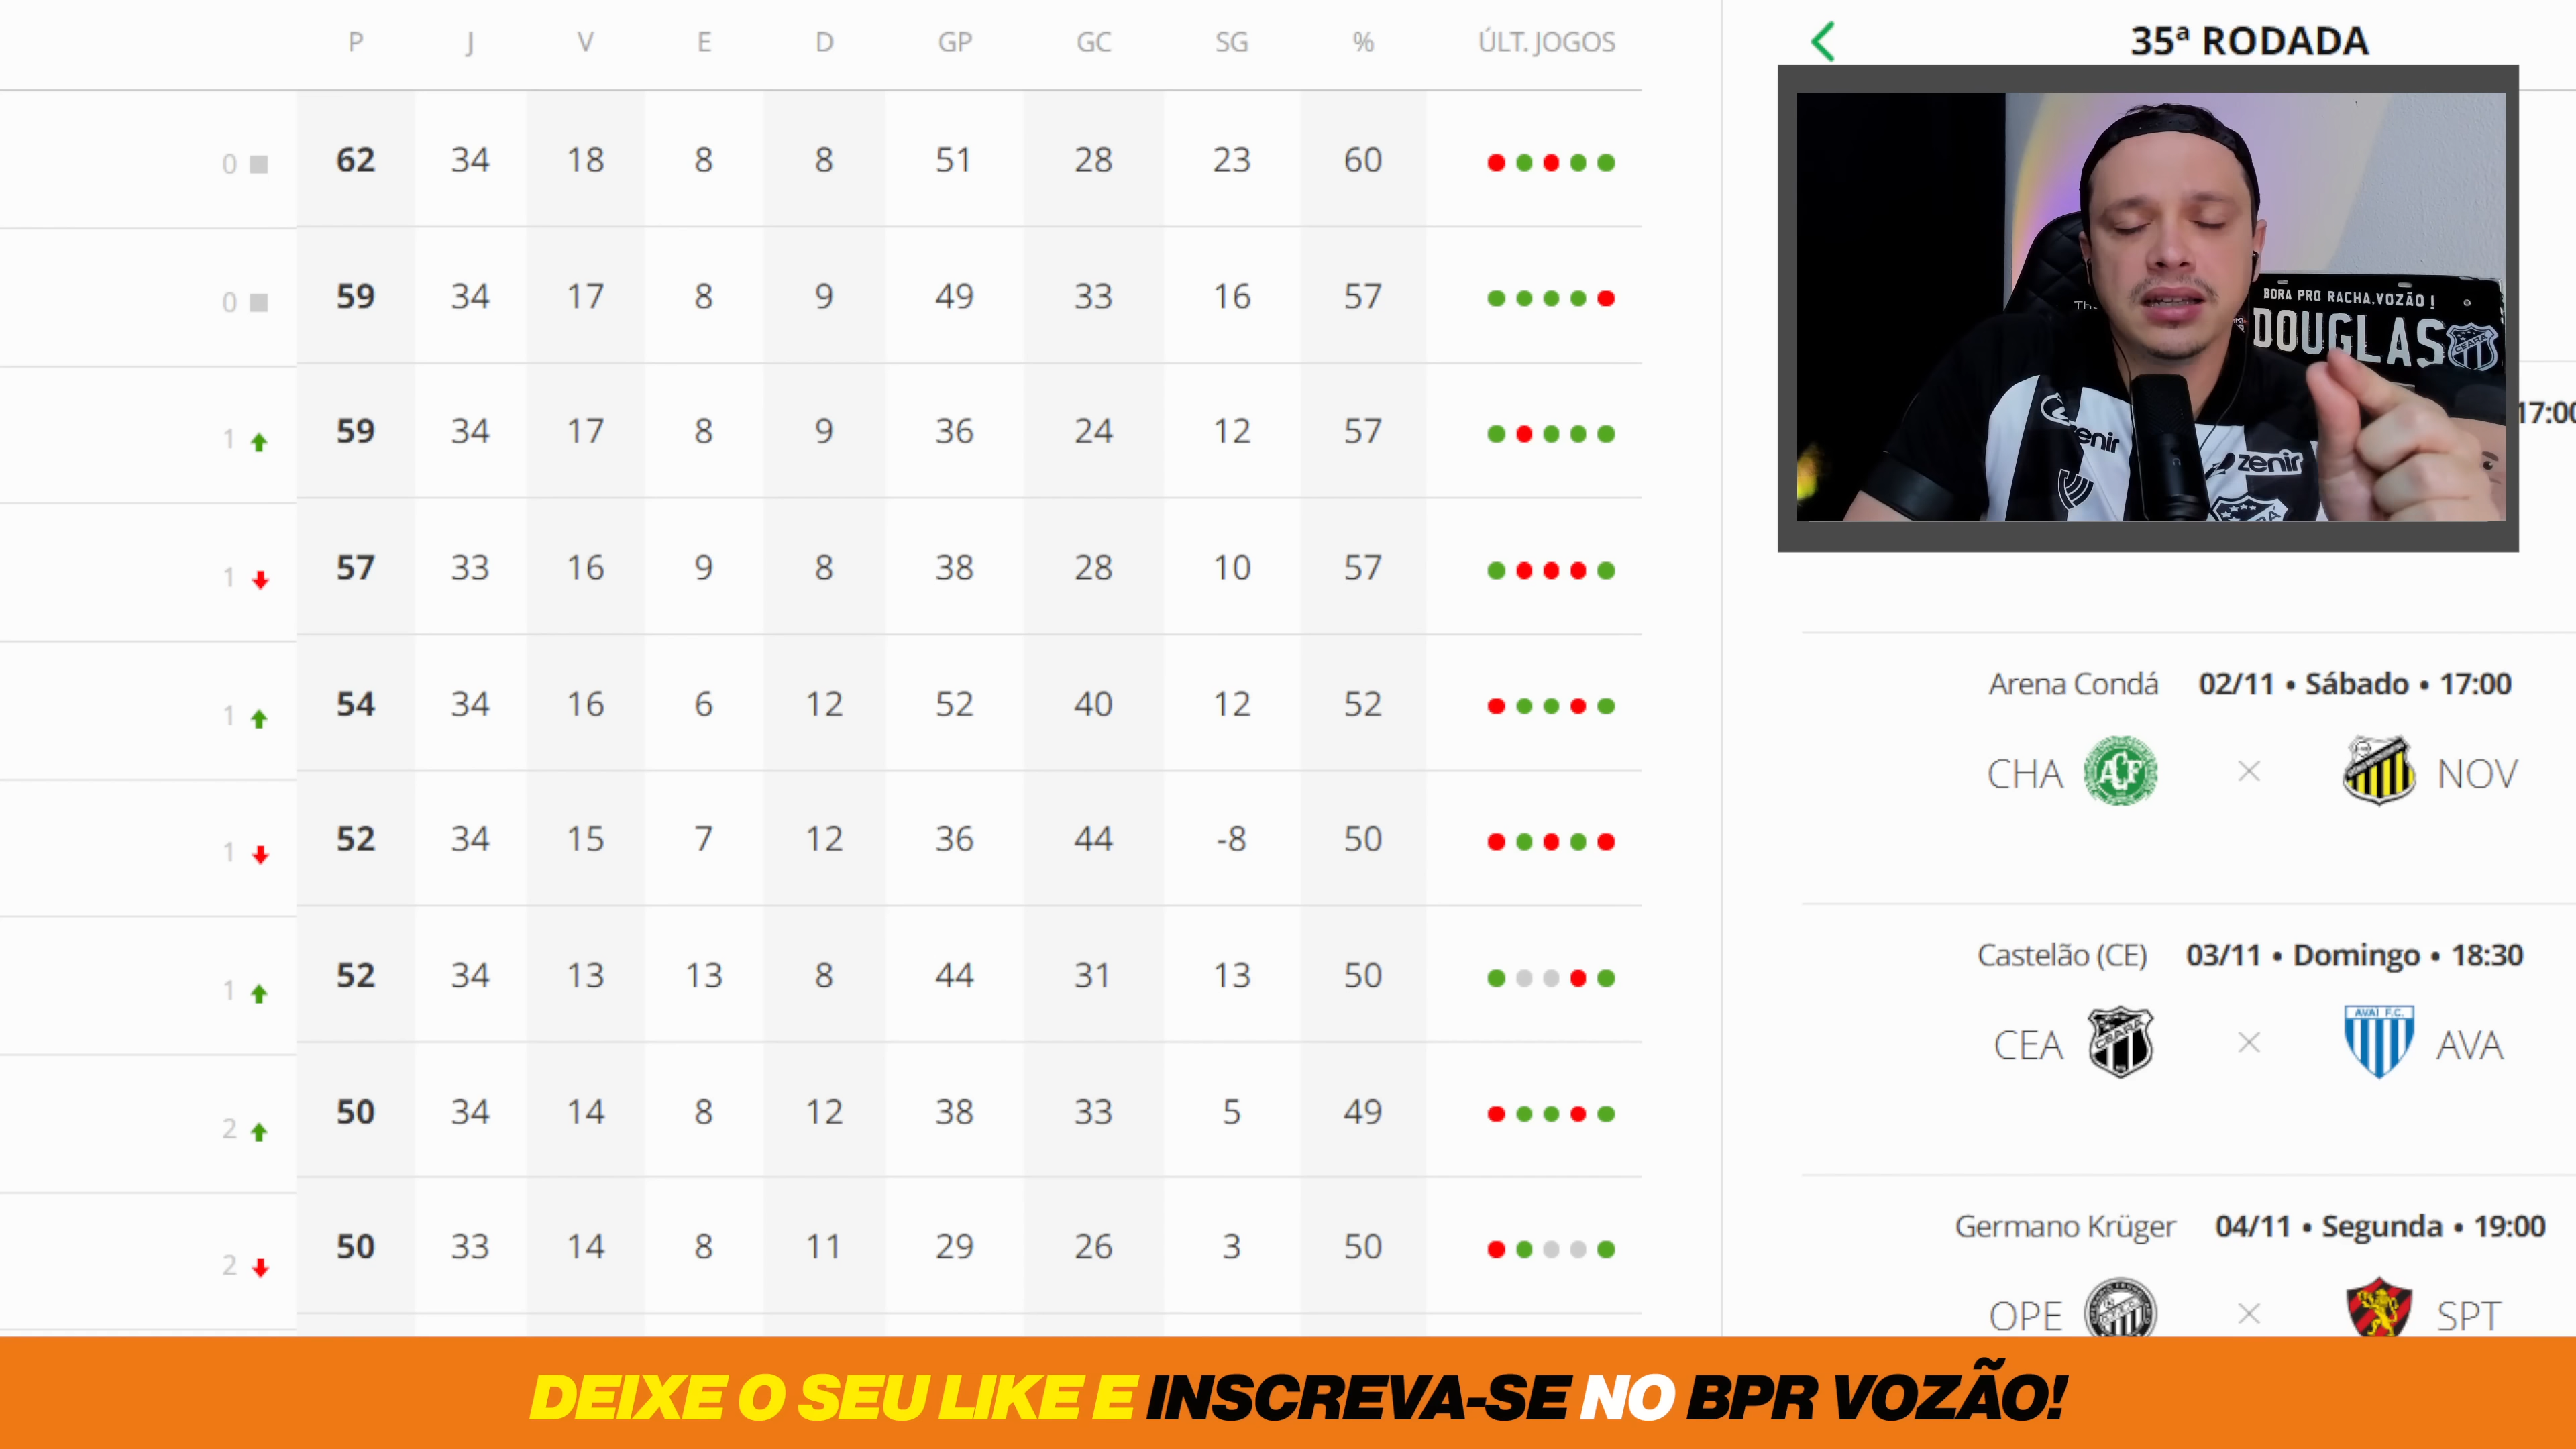 P J V E D GP GC SG % ÚLT. JOGOS
0 62 34 18 8 8 51 28 23 60
0 59 34 17 8 9 49 33 16 57
1 59 34 17 8 9 36 24 12 57
1 57 33 16 9 8 38 28 10 57
1 54 34 16 6 12 52 40 12 52
1 52 34 15 7 12 36 44 -8 50
1 52 34 13 13 8 44 31 13 50
2 50 34 14 8 12 38 33 5 49
2 50 33 14 8 11 29 26 3 50
35ª RODADA
BORA PRO RACHA,VOZÃO !
DOUGLAS
CEARÁ
zenir
zenir
17:00
Arena Condá 02/11 • Sábado • 17:00
CHA ACF × NOV
Castelão (CE) 03/11 • Domingo • 18:30
CEA CEARÁ × AVAÍ F.C. AVA
Germano Krüger 04/11 • Segunda • 19:00
OPE × SPT
DEIXE O SEU LIKE E INSCREVA-SE NO BPR VOZÃO!